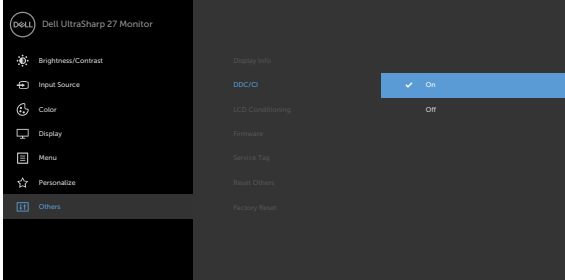 DELL
Dell UltraSharp 27 Monitor
Brightness/Contrast
Display Info
Input Source
DDC/CI
On
Color
LCD Conditioning
Off
Display
Firmware
Menu
Service Tag
Personalize
Reset Others
Others
Factory Reset